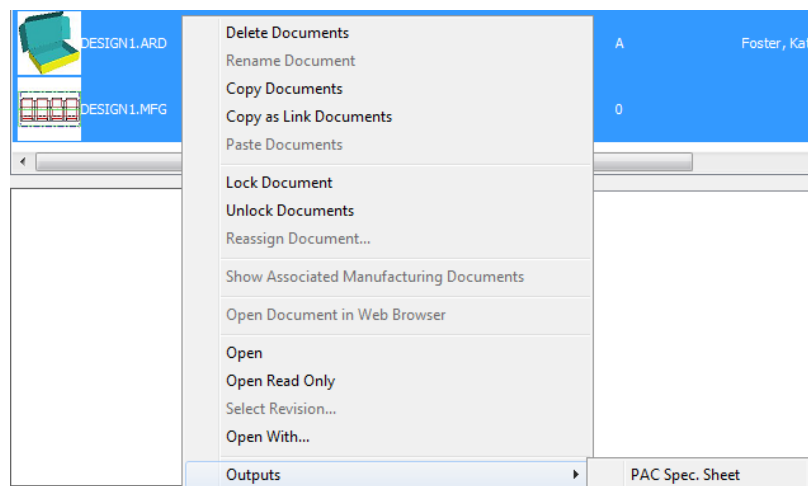 DESIGN1.ARD
A
Foster, Kat
DESIGN1.MFG
0
Delete Documents
Rename Document
Copy Documents
Copy as Link Documents
Paste Documents
Lock Document
Unlock Documents
Reassign Document...
Show Associated Manufacturing Documents
Open Document in Web Browser
Open
Open Read Only
Select Revision...
Open With...
Outputs
PAC Spec. Sheet